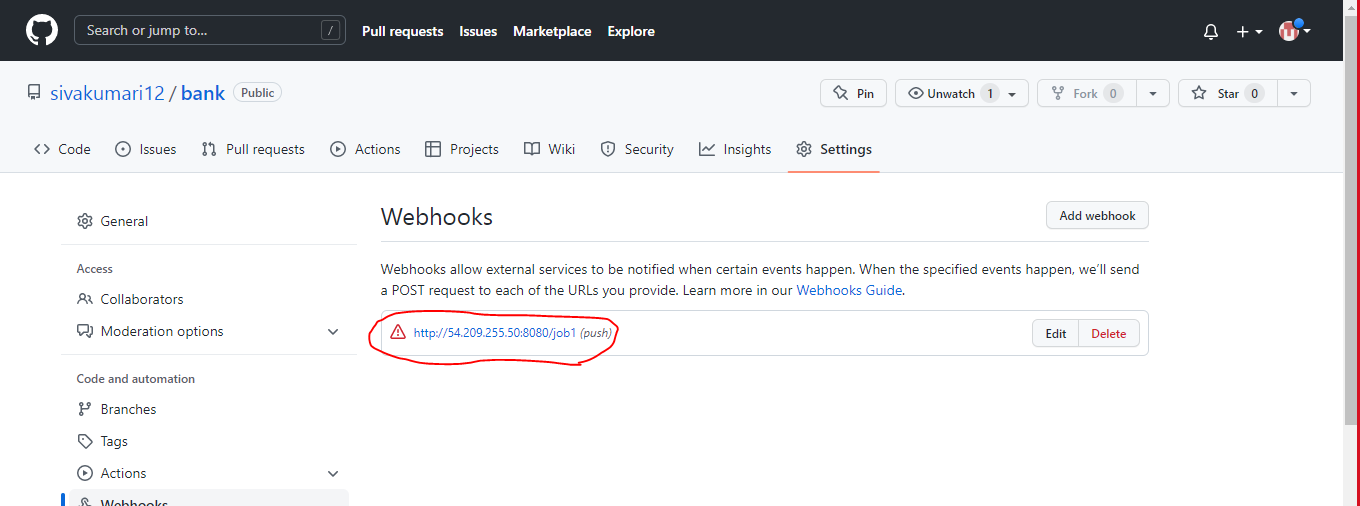 Search or jump to... /
Pull requests Issues Marketplace Explore
sivakumari12 / bank Public
Pin Unwatch 1 Fork 0 Star 0
Code Issues Pull requests Actions Projects Wiki Security Insights Settings
General
Access
Collaborators
Moderation options
Code and automation
Branches
Tags
Actions
Webhooks
Webhooks
Add webhook
Webhooks allow external services to be notified when certain events happen. When the specified events happen, we'll send
a POST request to each of the URLs you provide. Learn more in our Webhooks Guide.
http://54.209.255.50:8080/job1 (push)
Edit Delete